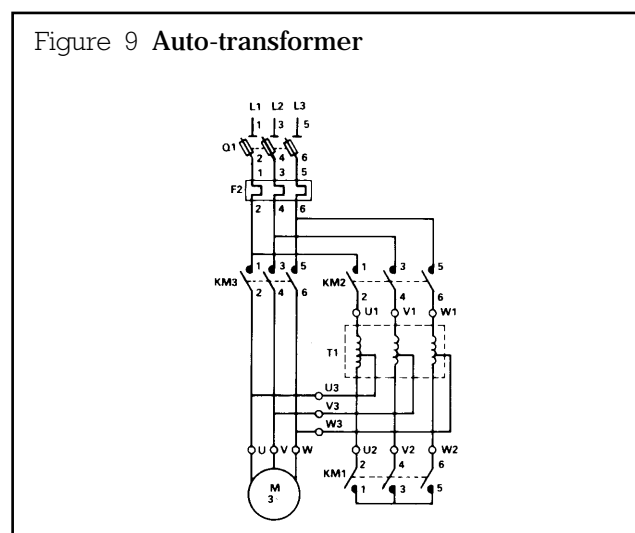 Figure 9 Auto-transformer
L1 L2 L3
1 3 5
Q1
2 4 6
1 3 5
F2
2 4 6
1 3 5 1 3 5
KM3 KM2
2 4 6 2 4 6
U1 V1 W1
T1
U3
V3
W3
U V W U2 V2 W2
2 4 6
KM1
1 3 5
M
3